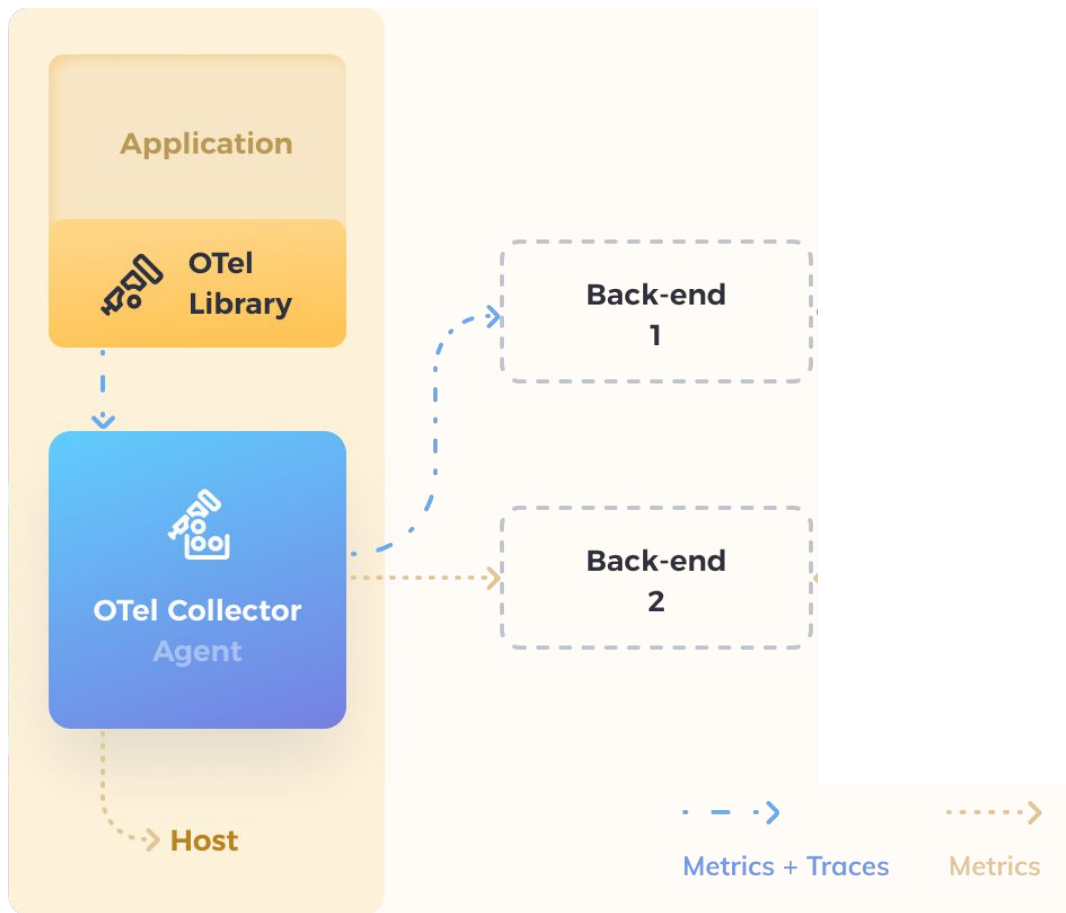 Application
OTel
Library
OTel Collector
Agent
Host
Back-end
1
Back-end
2
Metrics + Traces
Metrics